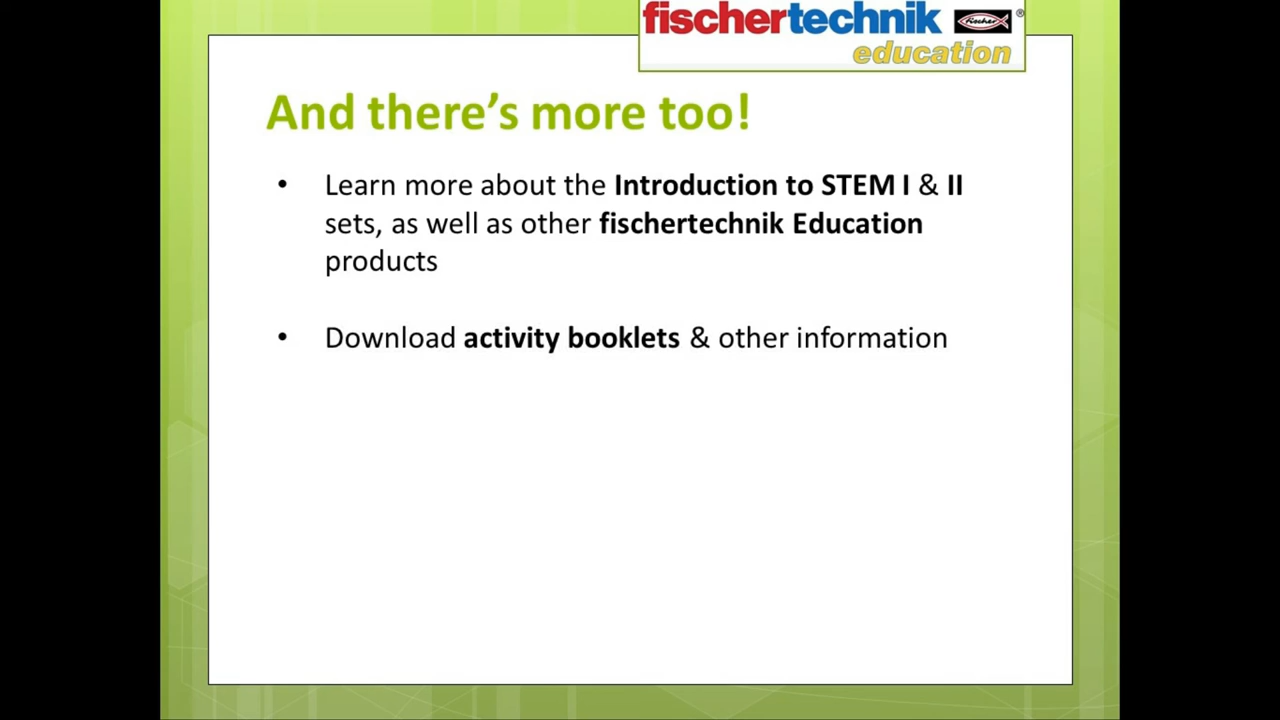 fischertechnik fischer ®
education
And there's more too!
• Learn more about the Introduction to STEM I & II
sets, as well as other fischertechnik Education
products
• Download activity booklets & other information